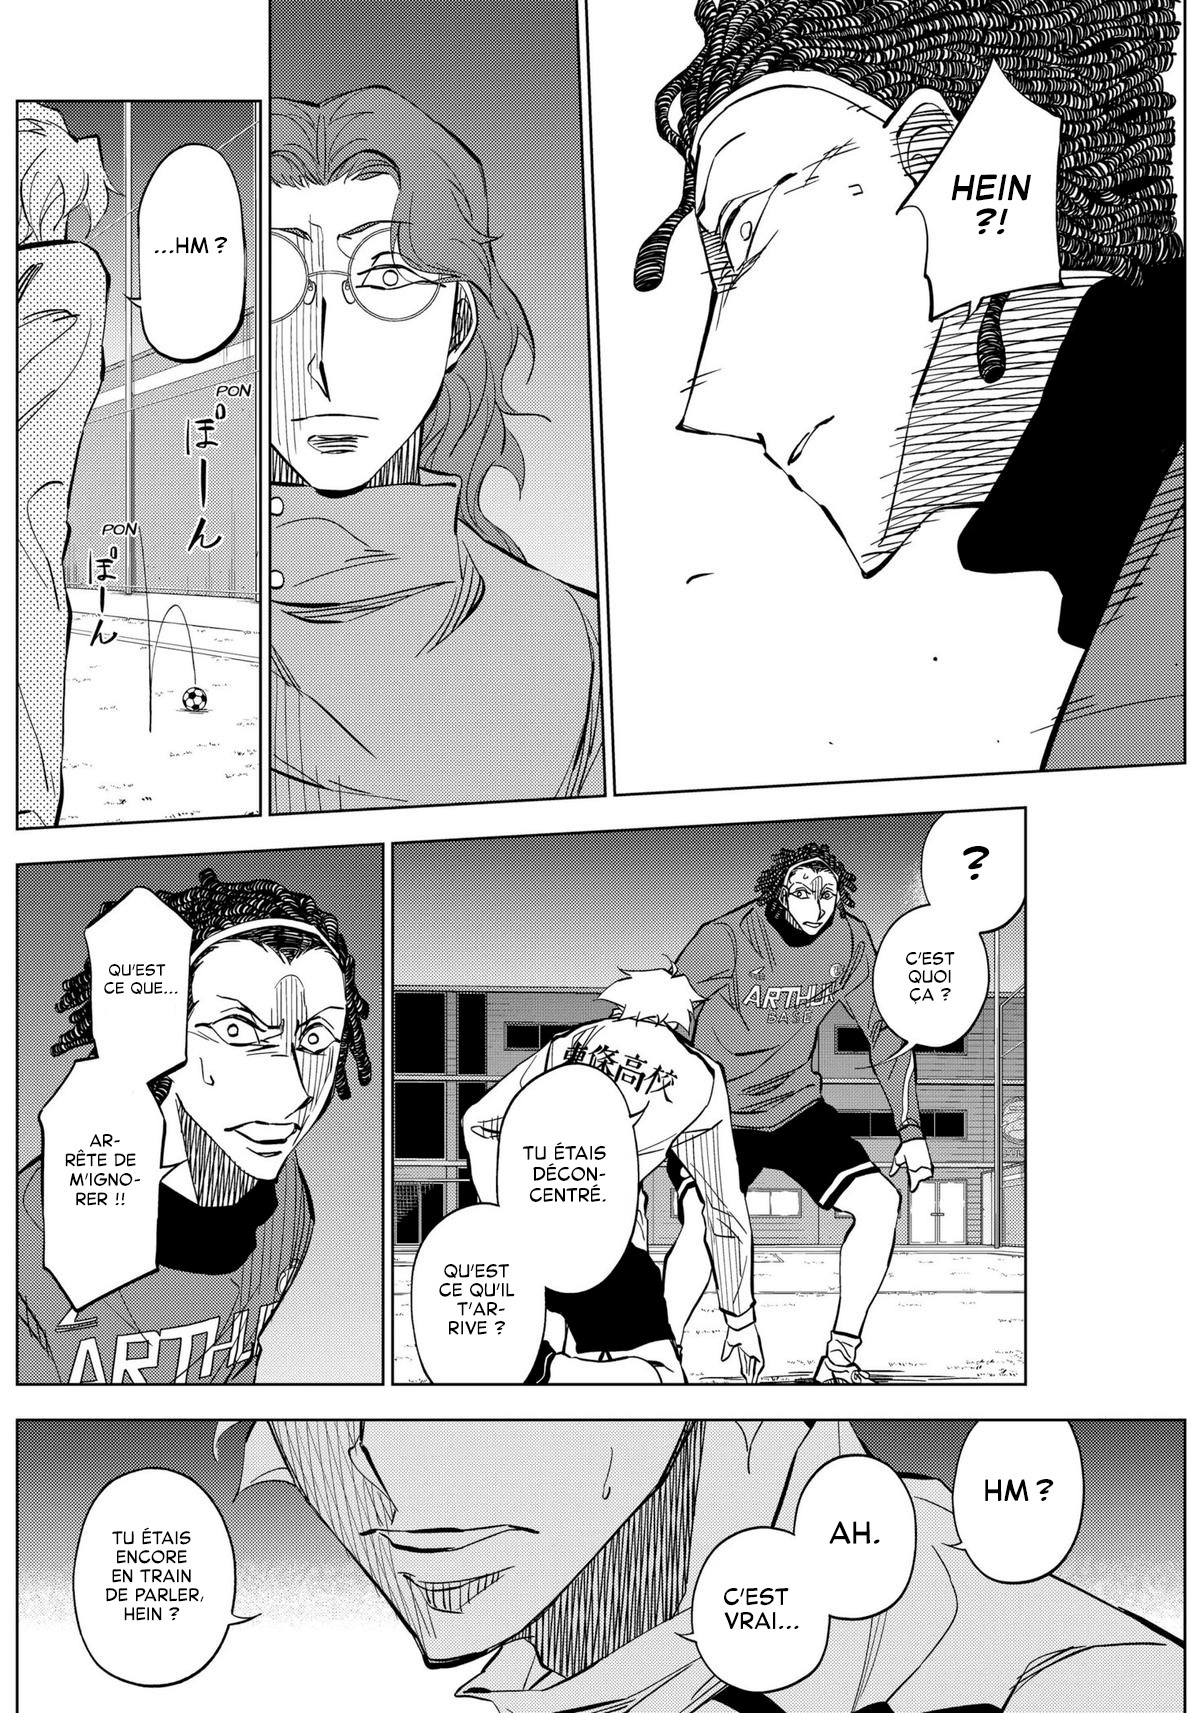 HEIN
?!
...HM ?
PON
ぽーん
PON
ぽーん
?
C'EST
QUOI
ÇA ?
ARTHUR
BASE
東條高校
TU ÉTAIS
DÉCON-
CENTRÉ.
QU'EST
CE QU'IL
T'AR-
RIVE ?
QU'EST
CE QUE...
AR-
RÊTE DE
M'IGNO-
RER !!
ARTHUR
HM ?
AH.
C'EST
VRAI...
TU ÉTAIS
ENCORE
EN TRAIN
DE PARLER,
HEIN ?